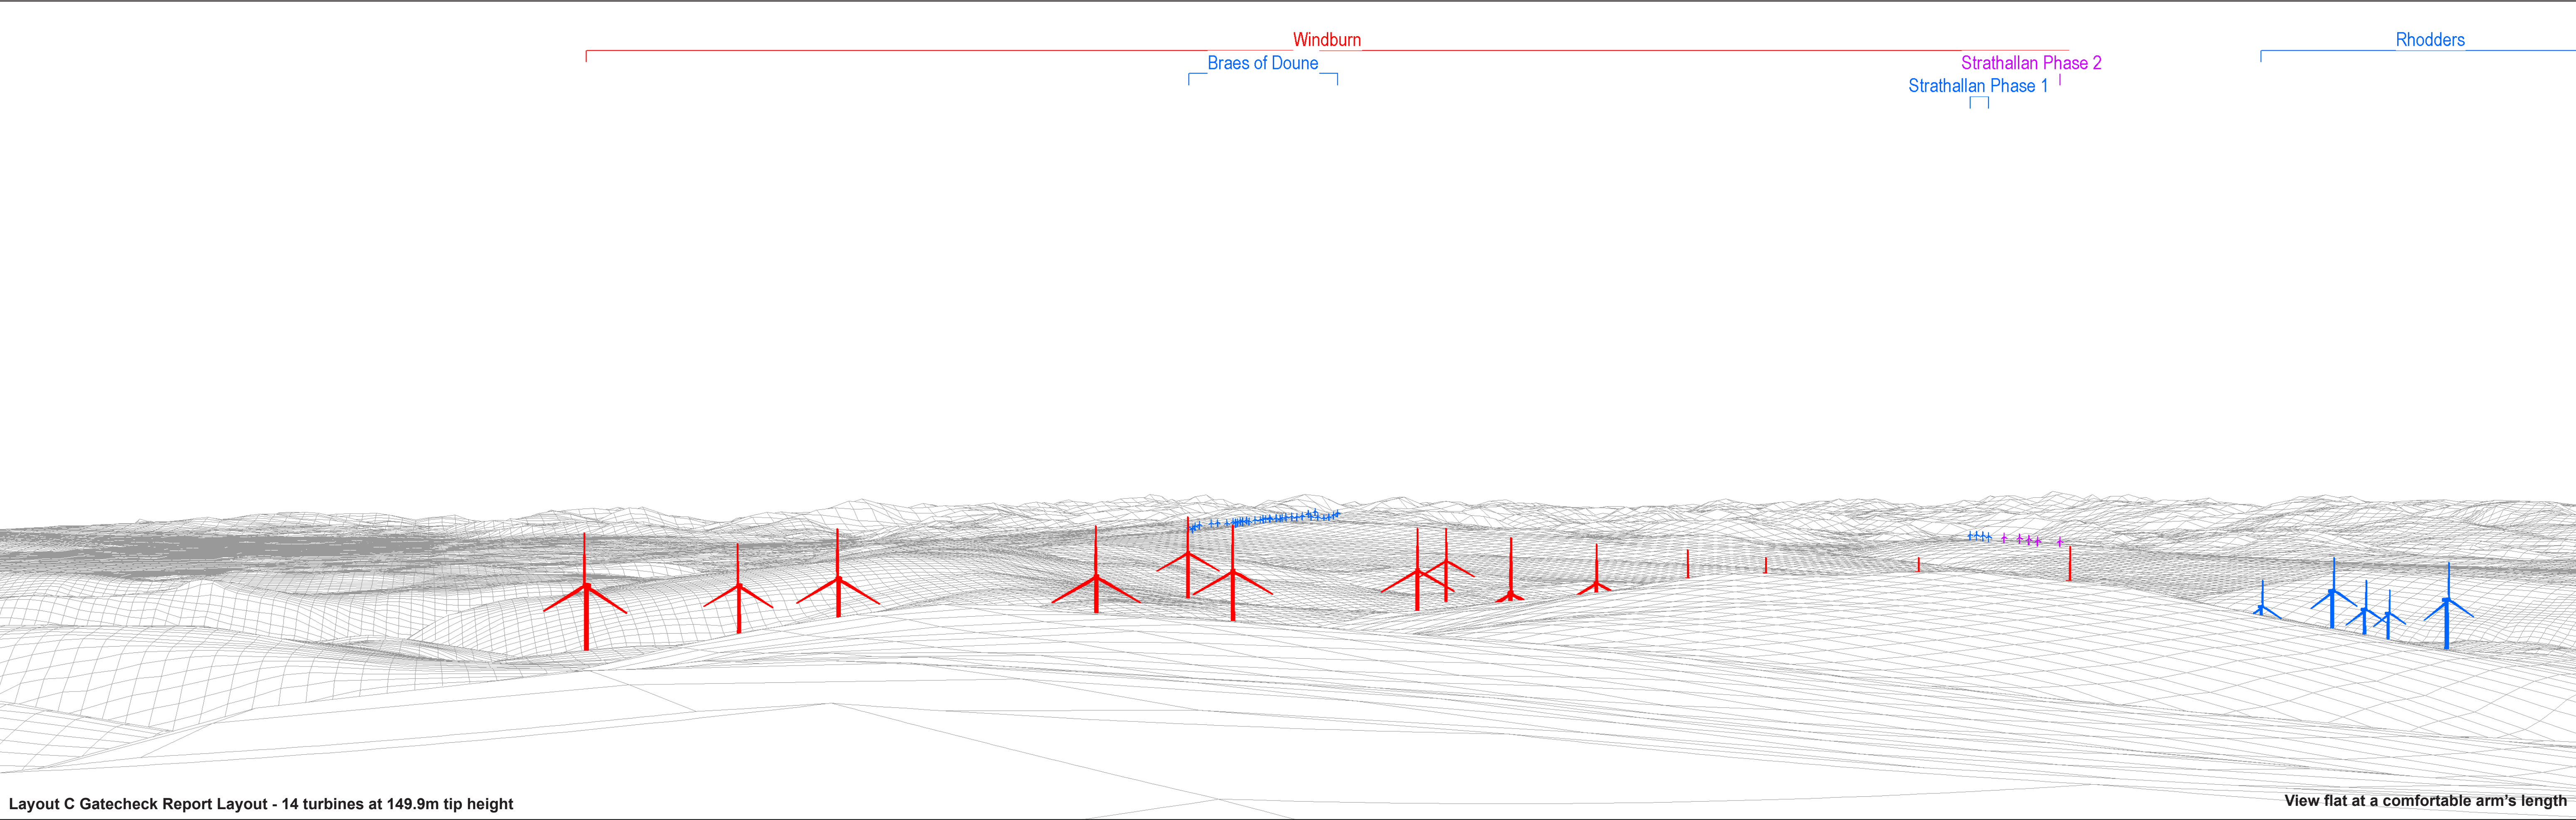 Windburn
Rhodders
Braes of Doune
Strathallan Phase 2
Strathallan Phase 1
Layout C Gatecheck Report Layout - 14 turbines at 149.9m tip height
View flat at a comfortable arm's length